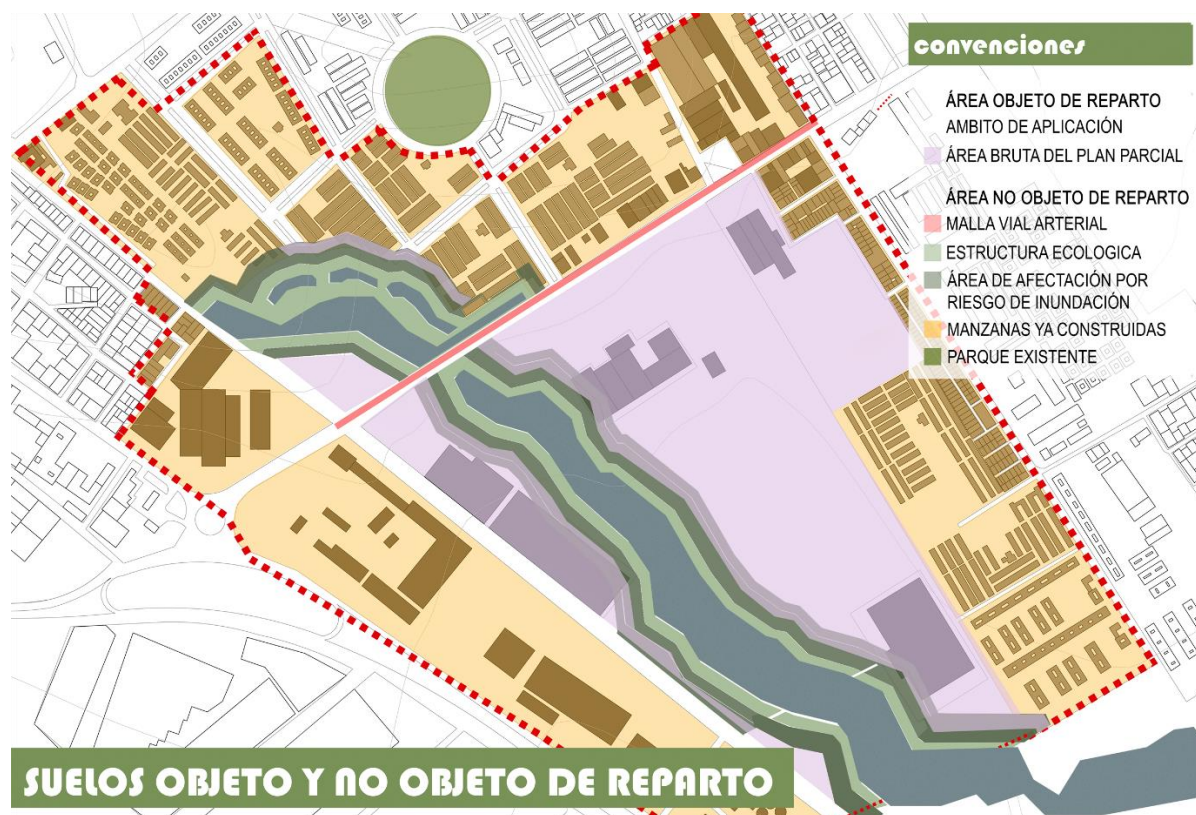 convenciones
ÁREA OBJETO DE REPARTO
AMBITO DE APLICACIÓN
ÁREA BRUTA DEL PLAN PARCIAL
ÁREA NO OBJETO DE REPARTO
MALLA VIAL ARTERIAL
ESTRUCTURA ECOLOGICA
ÁREA DE AFECTACIÓN POR
RIESGO DE INUNDACIÓN
MANZANAS YA CONSTRUIDAS
PARQUE EXISTENTE
SUELOS OBJETO Y NO OBJETO DE REPARTO